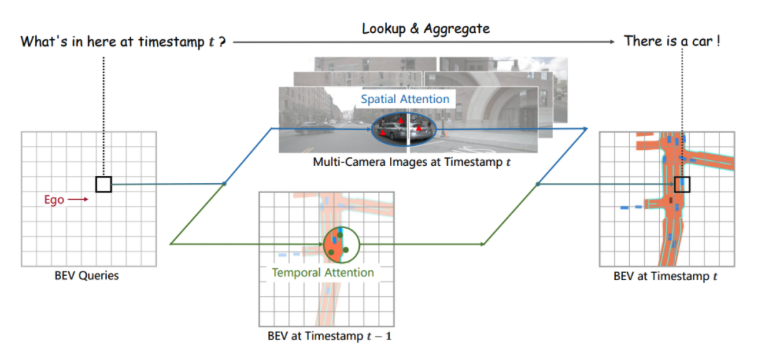 Lookup & Aggregate
What's in here at timestamp t ?
There is a car !
Spatial Attention
Multi-Camera Images at Timestamp t
Ego
BEV Queries
Temporal Attention
BEV at Timestamp t
BEV at Timestamp t − 1